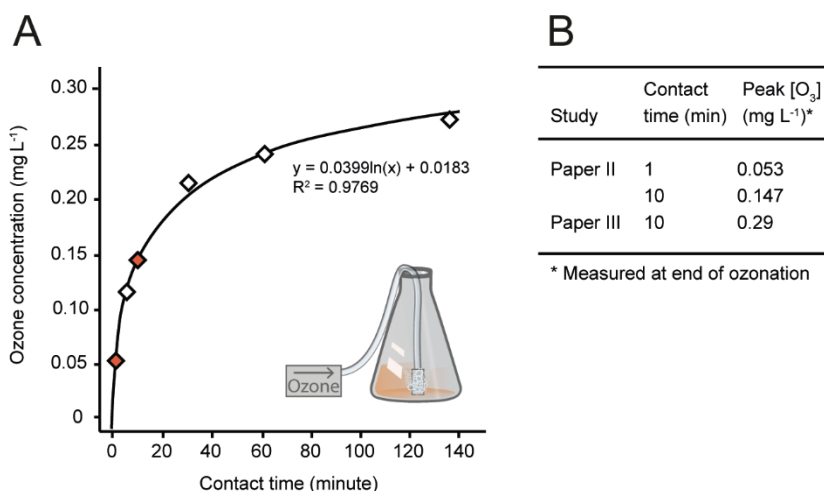 A
Ozone concentration (mg L⁻¹)
0.30
0.25
0.20
0.15
0.10
0.05
0
y = 0.0399ln(x) + 0.0183
R² = 0.9769
Ozone
0 20 40 60 80 100 120 140
Contact time (minute)
B
Study Contact time (min) Peak [O₃] (mg L⁻¹)*
Paper II 1 0.053
10 0.147
Paper III 10 0.29
* Measured at end of ozonation